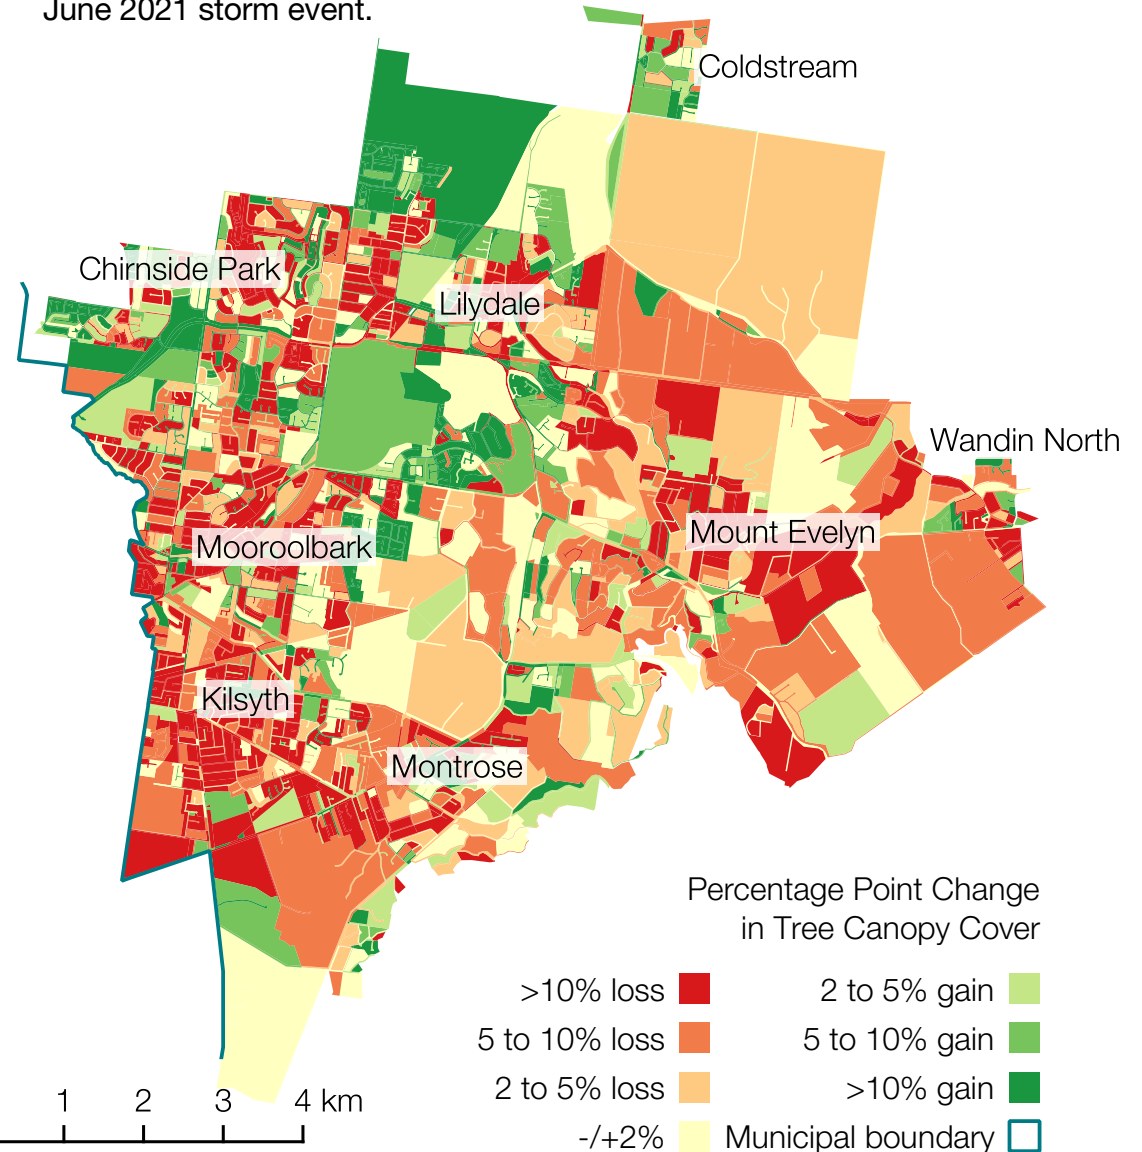 June 2021 storm event.
Coldstream
Chirnside Park
Lilydale
Wandin North
Mount Evelyn
Mooroolbark
Kilsyth
Montrose
Percentage Point Change
in Tree Canopy Cover
>10% loss
2 to 5% gain
5 to 10% loss
5 to 10% gain
2 to 5% loss
>10% gain
-/+2%
Municipal boundary
1 2 3 4 km